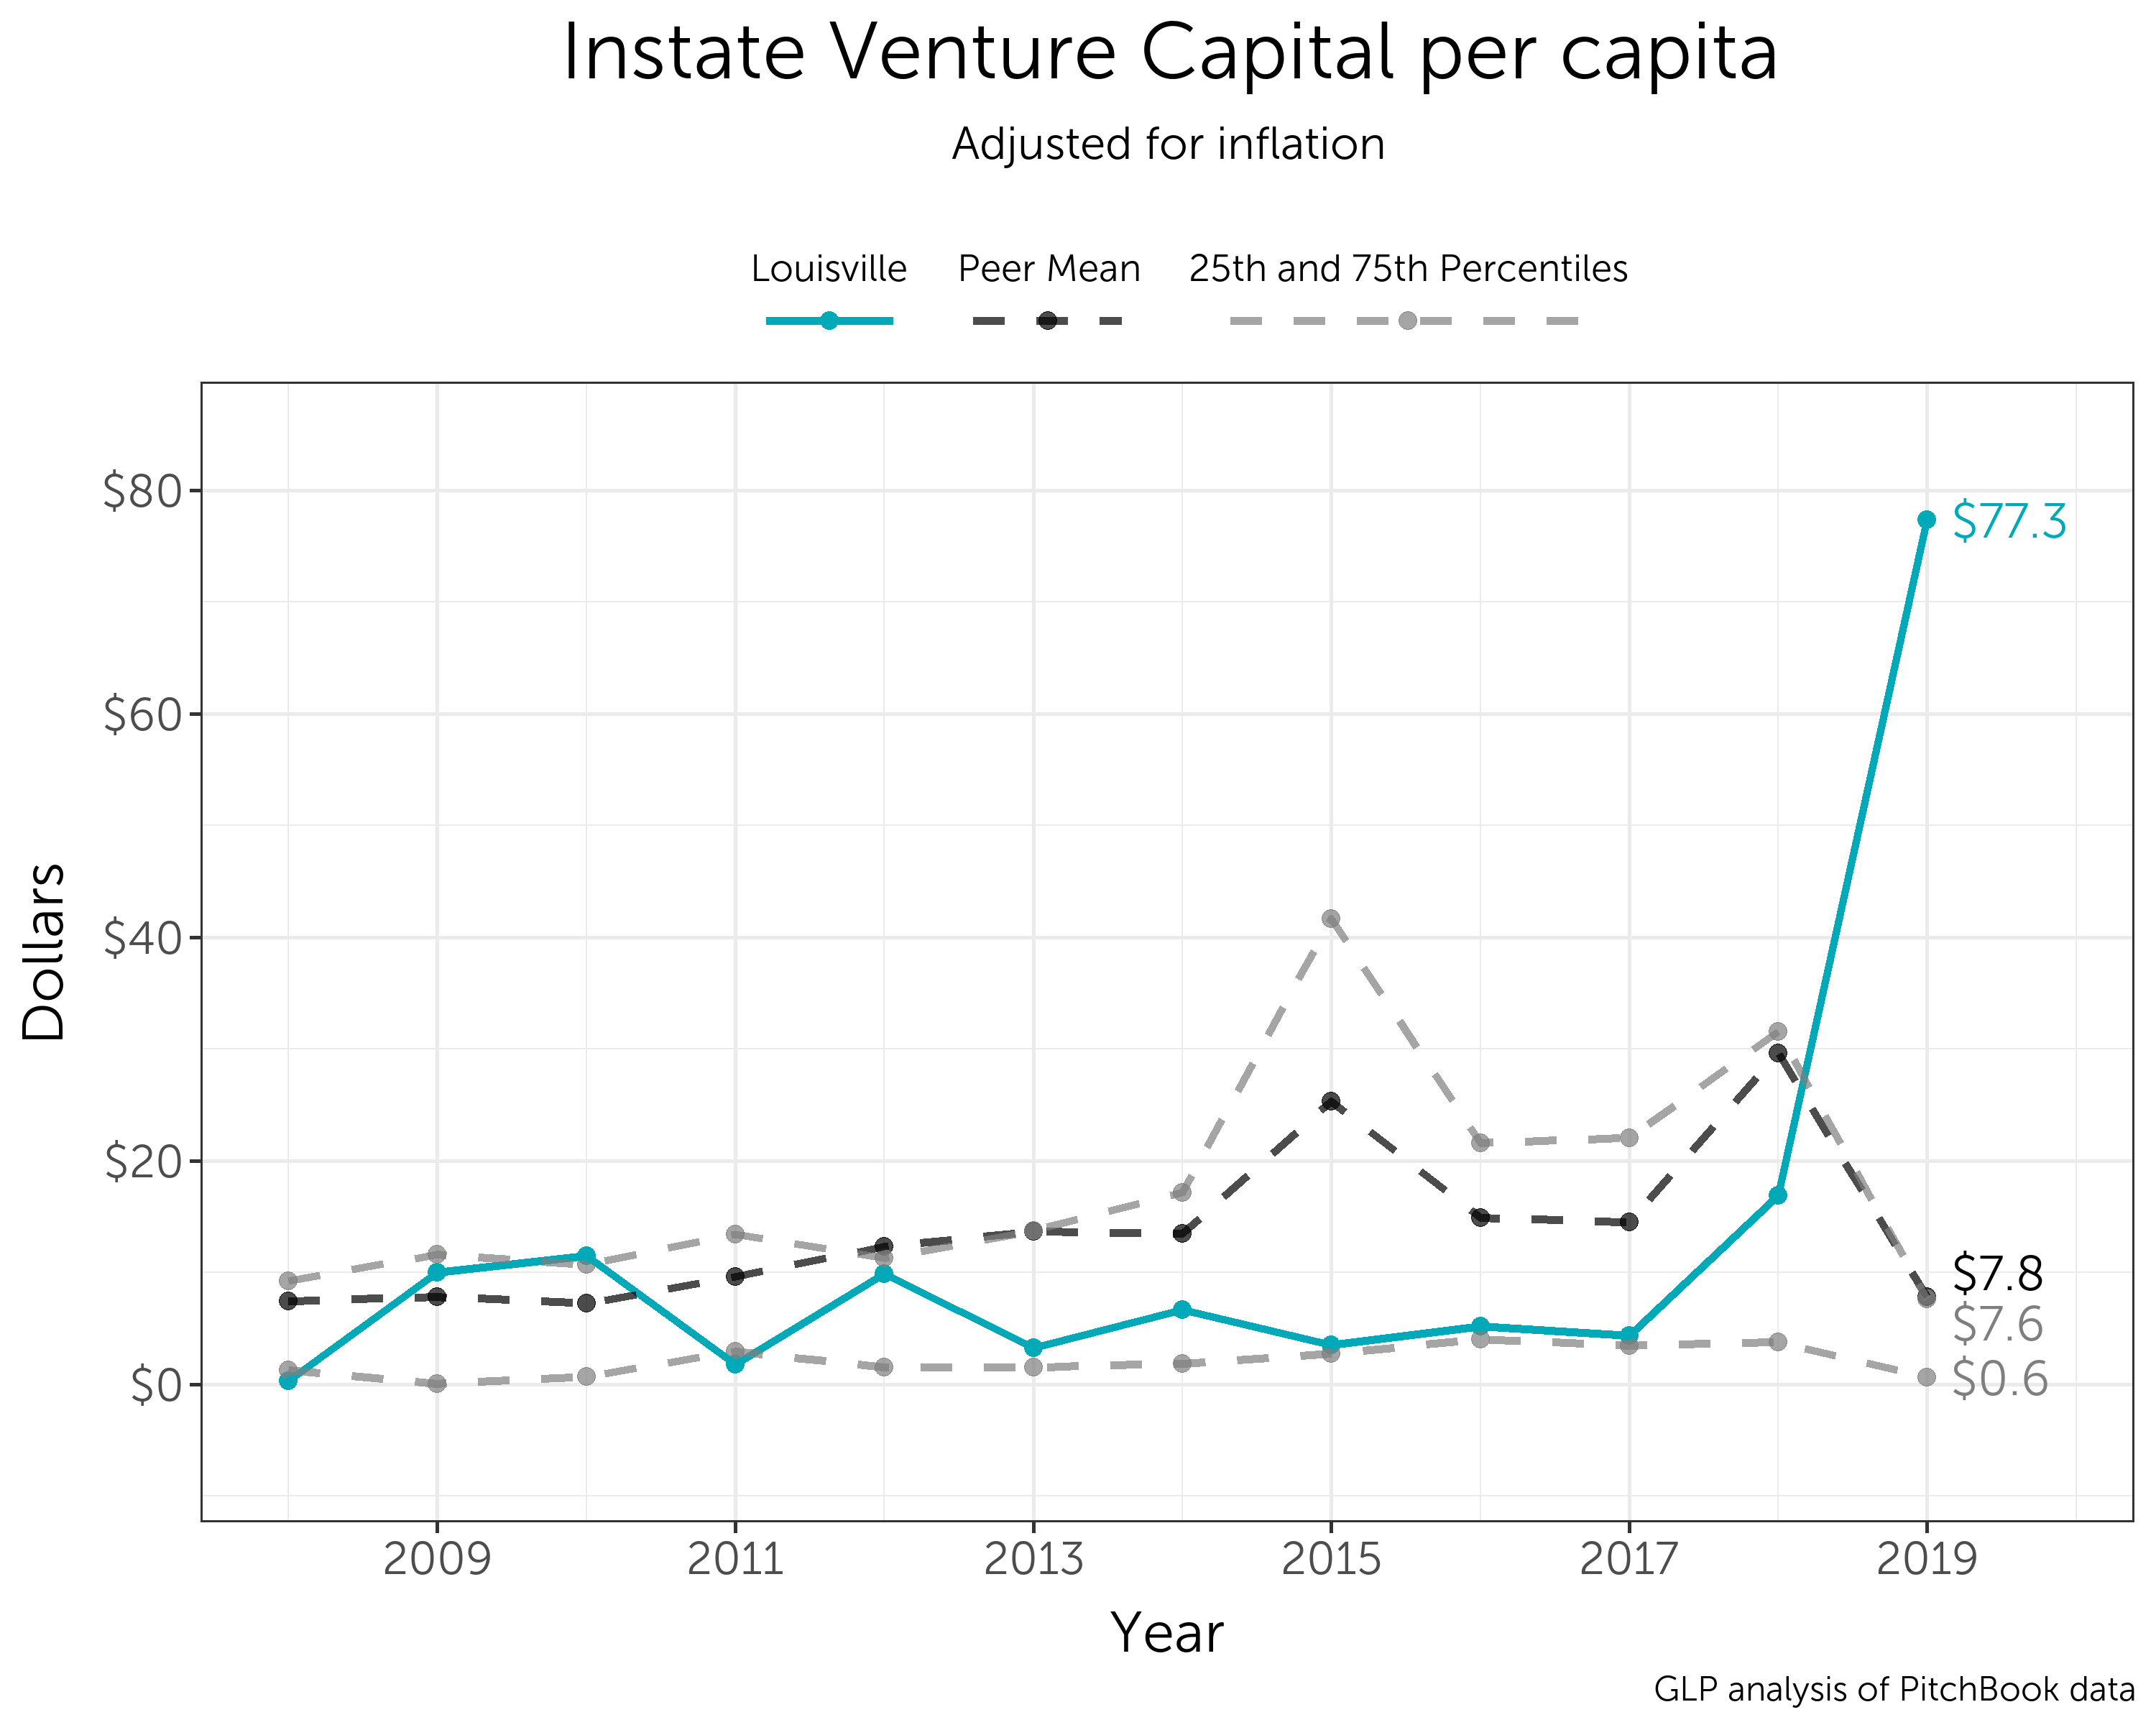 Instate Venture Capital per capita
Adjusted for inflation
Louisville Peer Mean 25th and 75th Percentiles
$80
$60
$40
$20
$0
Dollars
$77.3
$7.8
$7.6
$0.6
2009 2011 2013 2015 2017 2019
Year
GLP analysis of PitchBook data